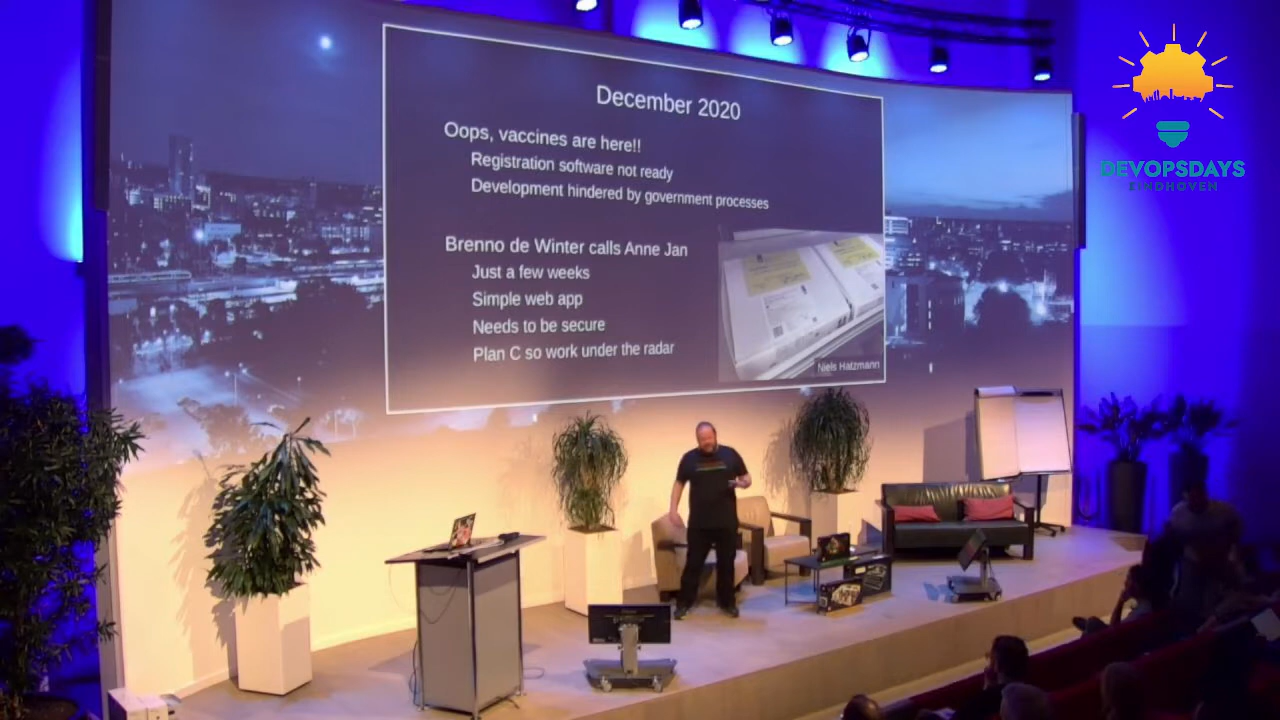 December 2020
Oops, vaccines are here!!
Registration software not ready
Development hindered by government processes
Brenno de Winter calls Anne Jan
Just a few weeks
Simple web app
Needs to be secure
Plan C so work under the radar
Niels Hatzmann
DEVOPSDAYS
EINDHOVEN